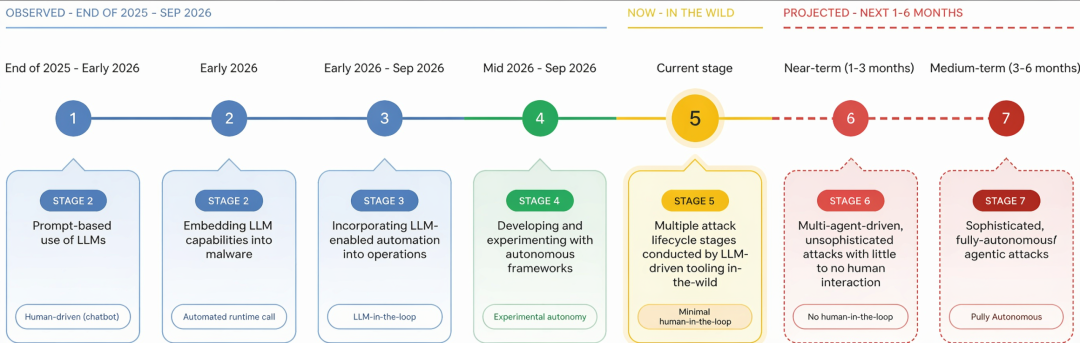 OBSERVED - END OF 2025 - SEP 2026
NOW - IN THE WILD
PROJECTED - NEXT 1-6 MONTHS
End of 2025 - Early 2026
Early 2026
Early 2026 - Sep 2026
Mid 2026 - Sep 2026
Current stage
Near-term (1-3 months)
Medium-term (3-6 months)
1
2
3
4
5
6
7
STAGE 2
Prompt-based
use of LLMs
Human-driven (chatbot)
STAGE 2
Embedding LLM
capabilities into
malware
Automated runtime call
STAGE 3
Incorporating LLM-
enabled automation
into operations
LLM-in-the-loop
STAGE 4
Developing and
experimenting with
autonomous
frameworks
Experimental autonomy
STAGE 5
Multiple attack
lifecycle stages
conducted by LLM-
driven tooling in-
the-wild
Minimal
human-in-the-loop
STAGE 6
Multi-agent-driven,
unsophisticated
attacks with little
to no human
interaction
No human-in-the-loop
STAGE 7
Sophisticated,
fully-autonomous/
agentic attacks
Pully Autonomous